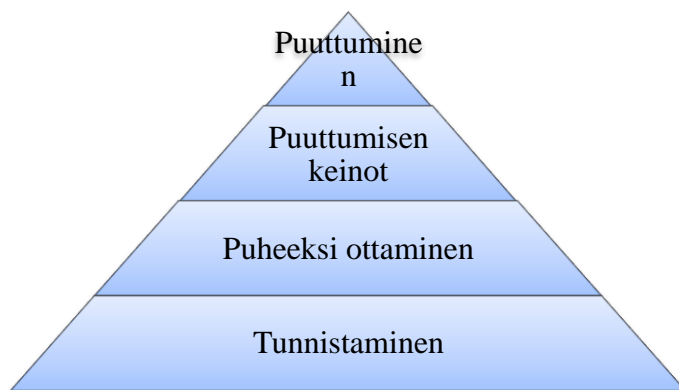 Puuttumine
n
Puuttumisen
keinot
Puheeksi ottaminen
Tunnistaminen